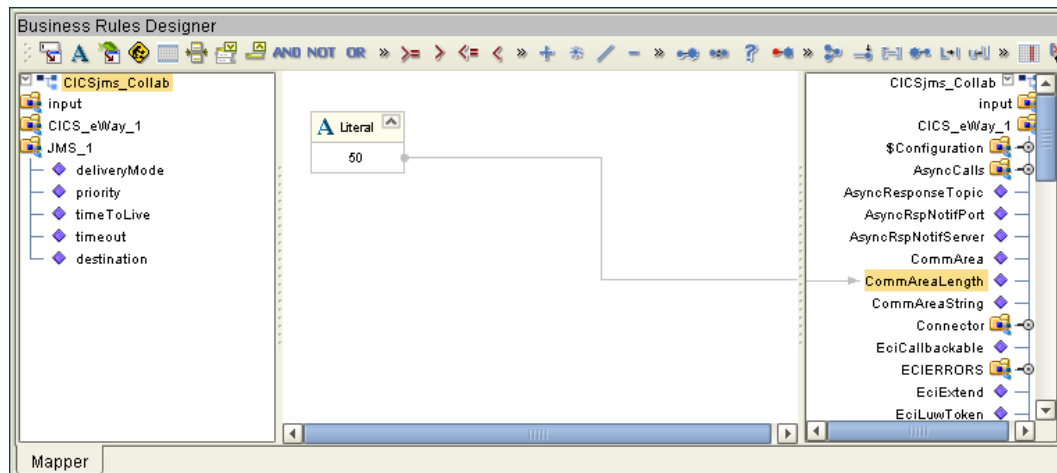 Business Rules Designer
A AND NOT OR » >= > <= < » + * / - » ? » »
CICSjms_Collab
input
CICS_eWay_1
JMS_1
deliveryMode
priority
timeToLive
timeout
destination
A Literal
50
CICSjms_Collab
input
CICS_eWay_1
$Configuration
AsyncCalls
AsyncResponseTopic
AsyncRspNotifPort
AsyncRspNotifServer
CommArea
CommAreaLength
CommAreaString
Connector
EciCallbackable
ECIERRORS
EciExtend
EciLuwToken
Mapper